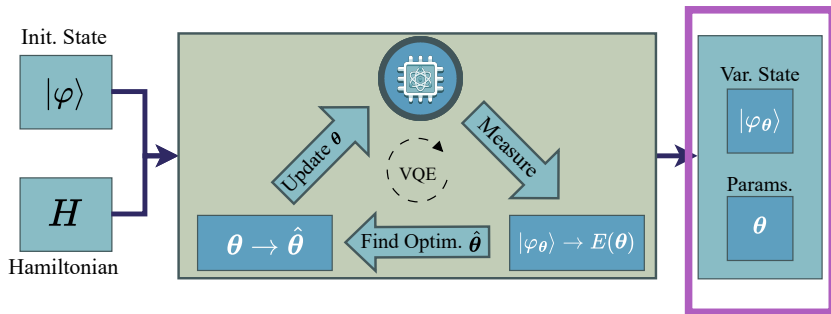 Init. State
|φ⟩
H
Hamiltonian
Update θ
Measure
VQE
θ → θ̂
Find Optim. θ̂
|φ_θ⟩ → E(θ)
Var. State
|φ_θ⟩
Params.
θ